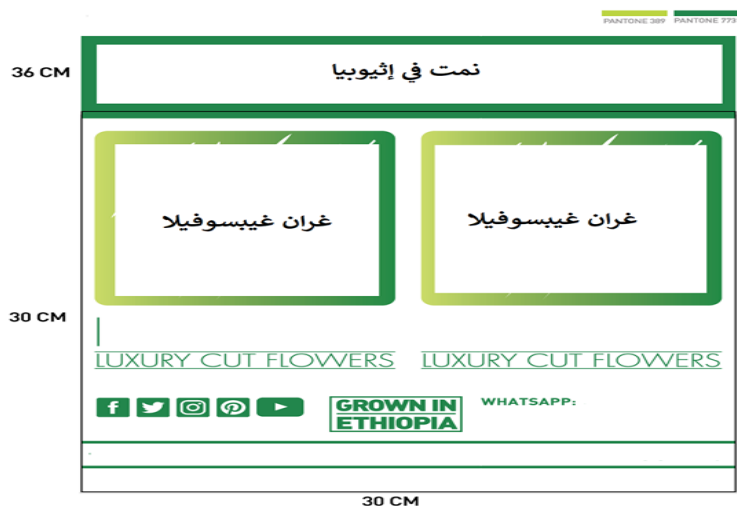 PANTONE 389 PANTONE 773
36 CM
نمت في إثيوبيا
غران غيبسوفيلا غران غيبسوفيلا
30 CM
LUXURY CUT FLOWERS LUXURY CUT FLOWERS
GROWN IN
ETHIOPIA
WHATSAPP:
30 CM